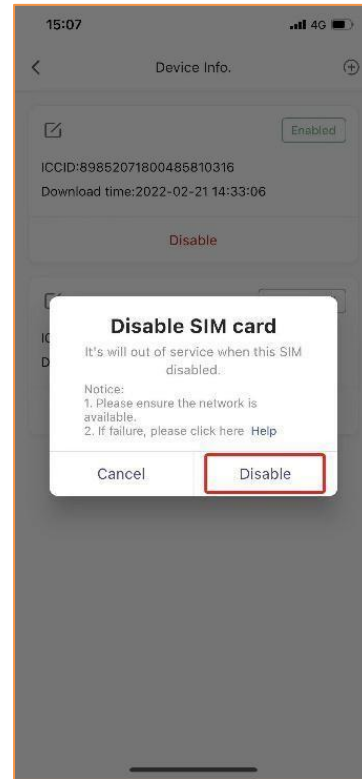 15:07
4G
Device Info.
Enabled
ICCID:89852071800485810316
Download time:2022-02-21 14:33:06
Disable
IC
D
Disable SIM card
It's will out of service when this SIM
disabled.
Notice:
1. Please ensure the network is
available.
2. If failure, please click here Help
Cancel
Disable